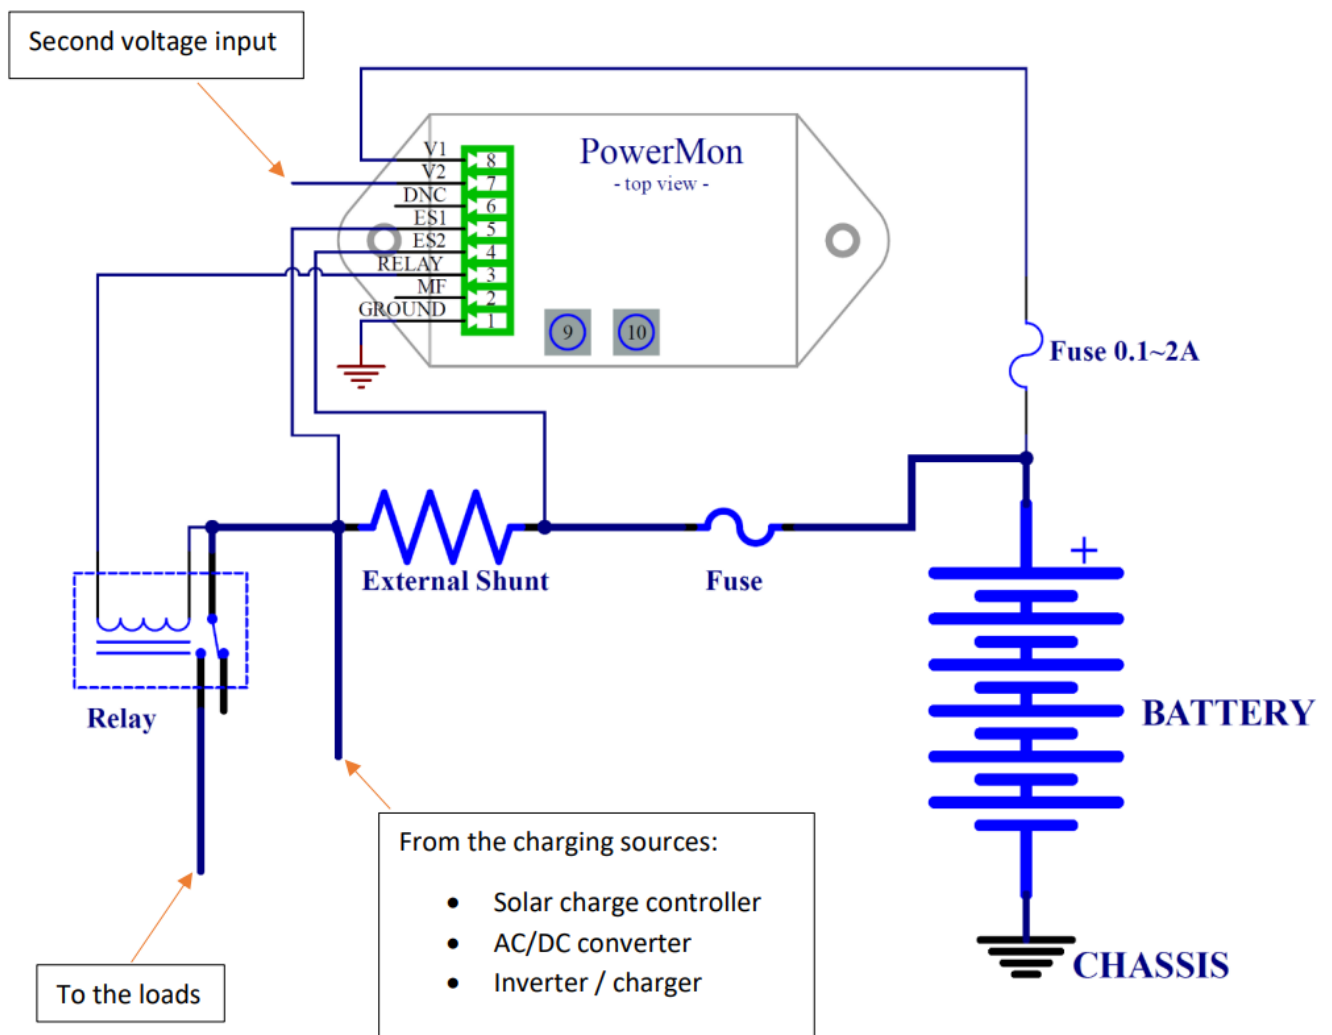 Second voltage input
PowerMon
- top view -
V1 8
V2 7
DNC 6
ES1 5
ES2 4
RELAY 3
MF 2
GROUND 1
9 10
Fuse 0.1~2A
External Shunt
Fuse
+
BATTERY
Relay
From the charging sources:
• Solar charge controller
• AC/DC converter
• Inverter / charger
CHASSIS
To the loads